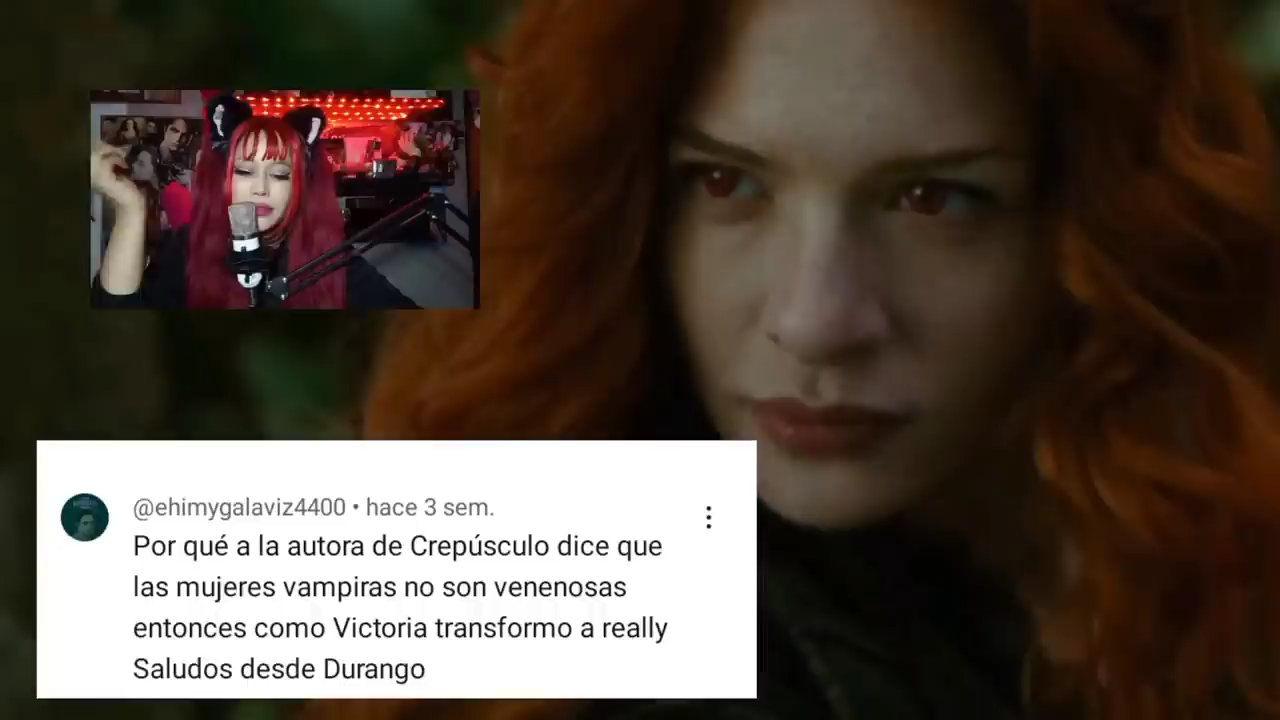 @ehimygalaviz4400 • hace 3 sem.
Por qué a la autora de Crepúsculo dice que
las mujeres vampiras no son venenosas
entonces como Victoria transformo a really
Saludos desde Durango